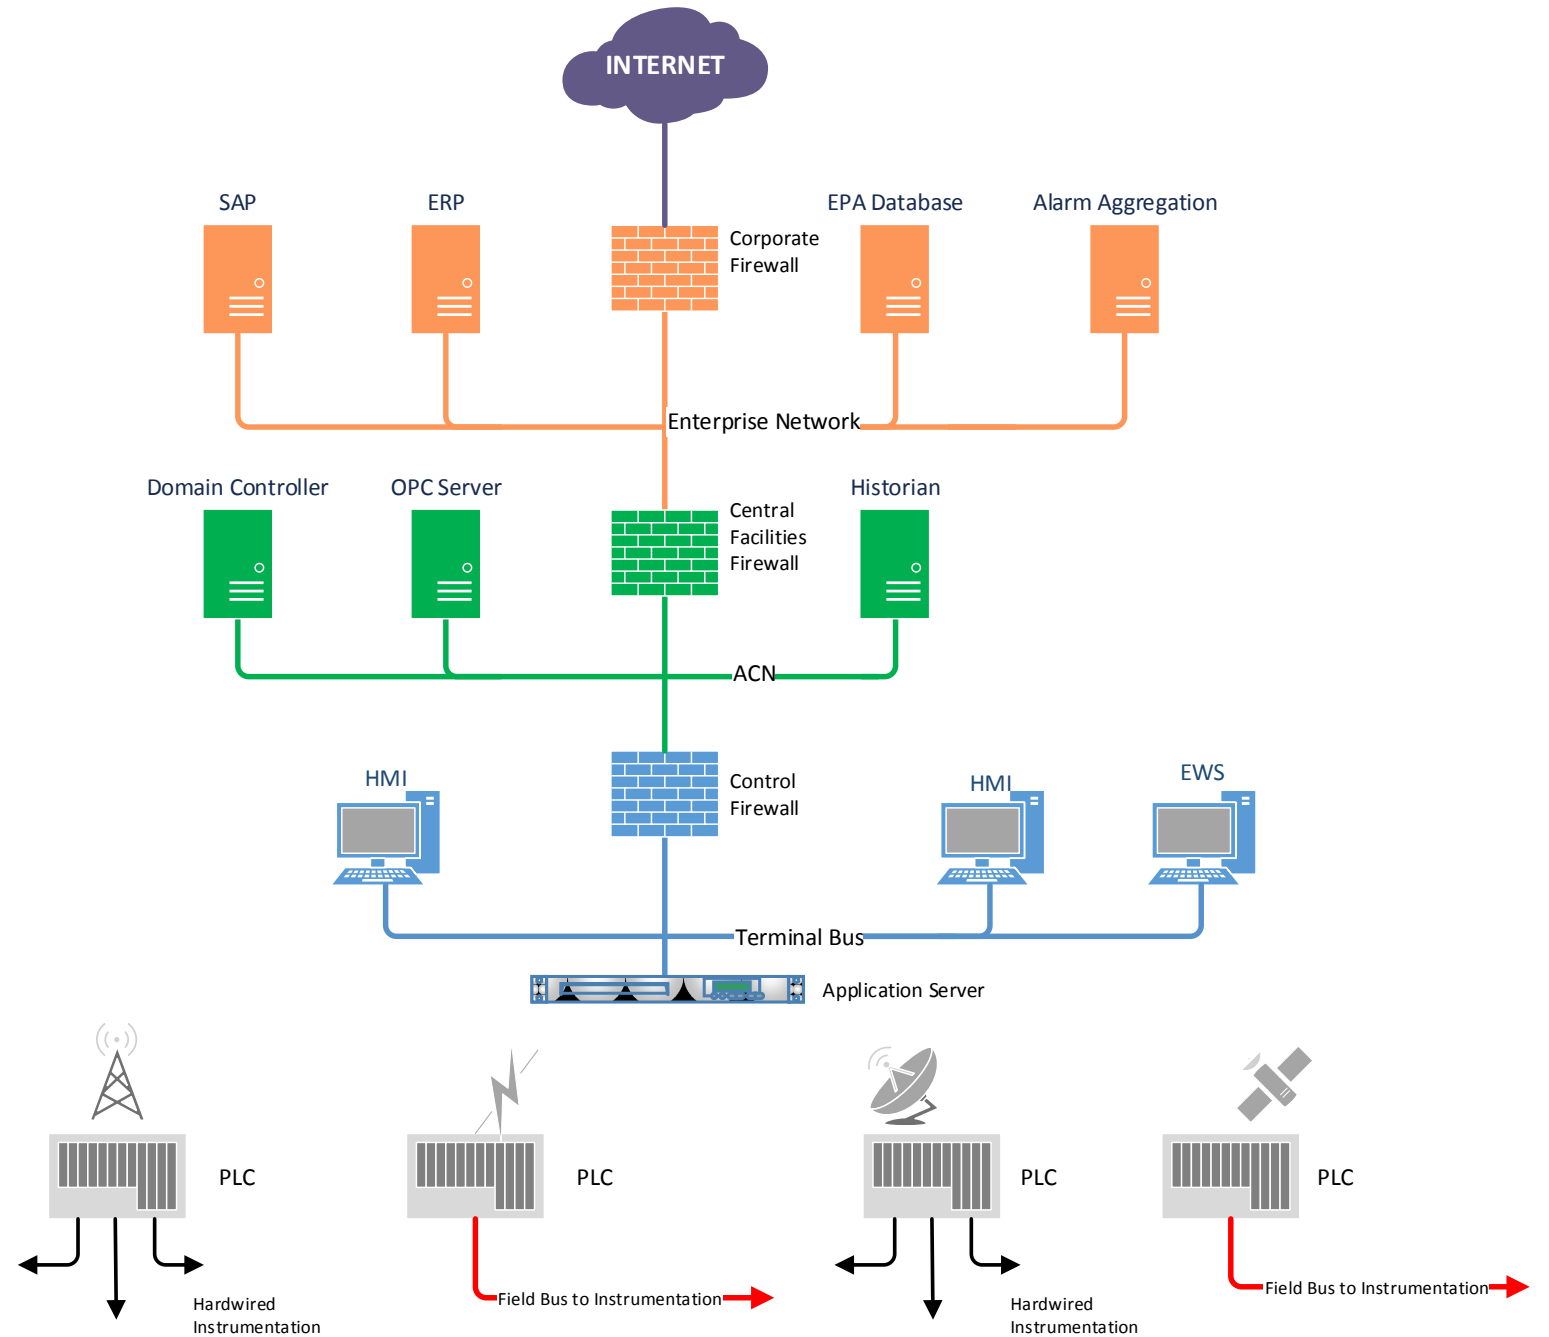 INTERNET
SAP
ERP
EPA Database
Alarm Aggregation
Corporate
Firewall
Enterprise Network
Domain Controller
OPC Server
Historian
Central
Facilities
Firewall
ACN
HMI
Control
Firewall
HMI
EWS
Terminal Bus
Application Server
PLC
PLC
PLC
PLC
Hardwired
Instrumentation
Field Bus to Instrumentation
Hardwired
Instrumentation
Field Bus to Instrumentation